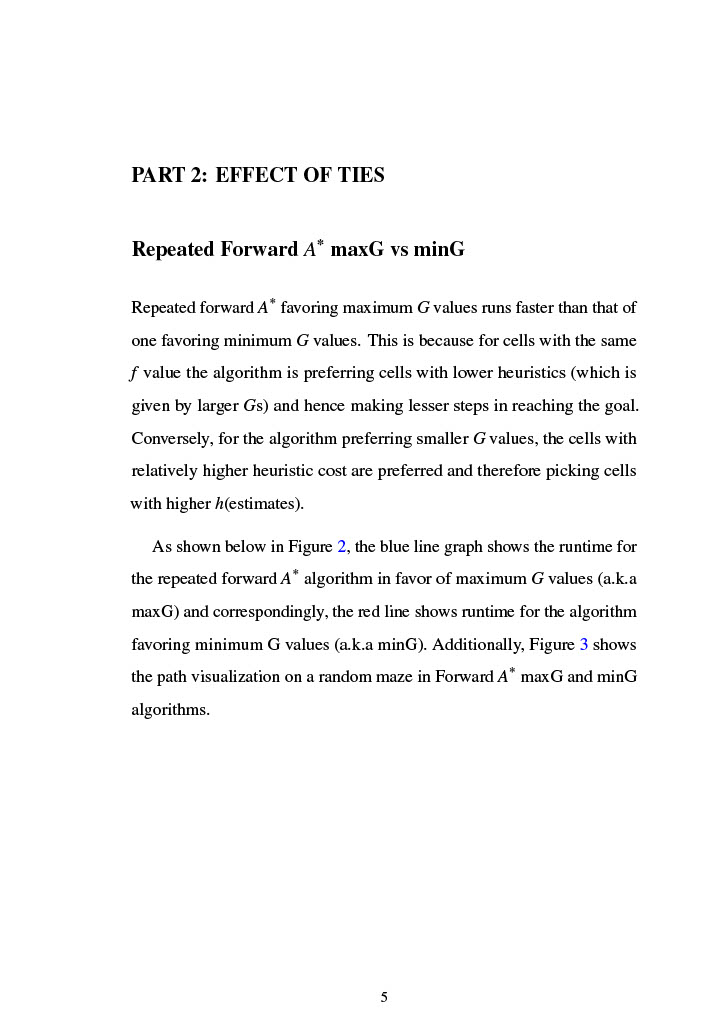 PART 2: EFFECT OF TIES
Repeated Forward A* maxG vs minG
Repeated forward A* favoring maximum G values runs faster than that of
one favoring minimum G values. This is because for cells with the same
f value the algorithm is preferring cells with lower heuristics (which is
given by larger Gs) and hence making lesser steps in reaching the goal.
Conversely, for the algorithm preferring smaller G values, the cells with
relatively higher heuristic cost are preferred and therefore picking cells
with higher h(estimates).
As shown below in Figure 2, the blue line graph shows the runtime for
the repeated forward A* algorithm in favor of maximum G values (a.k.a
maxG) and correspondingly, the red line shows runtime for the algorithm
favoring minimum G values (a.k.a minG). Additionally, Figure 3 shows
the path visualization on a random maze in Forward A* maxG and minG
algorithms.
5